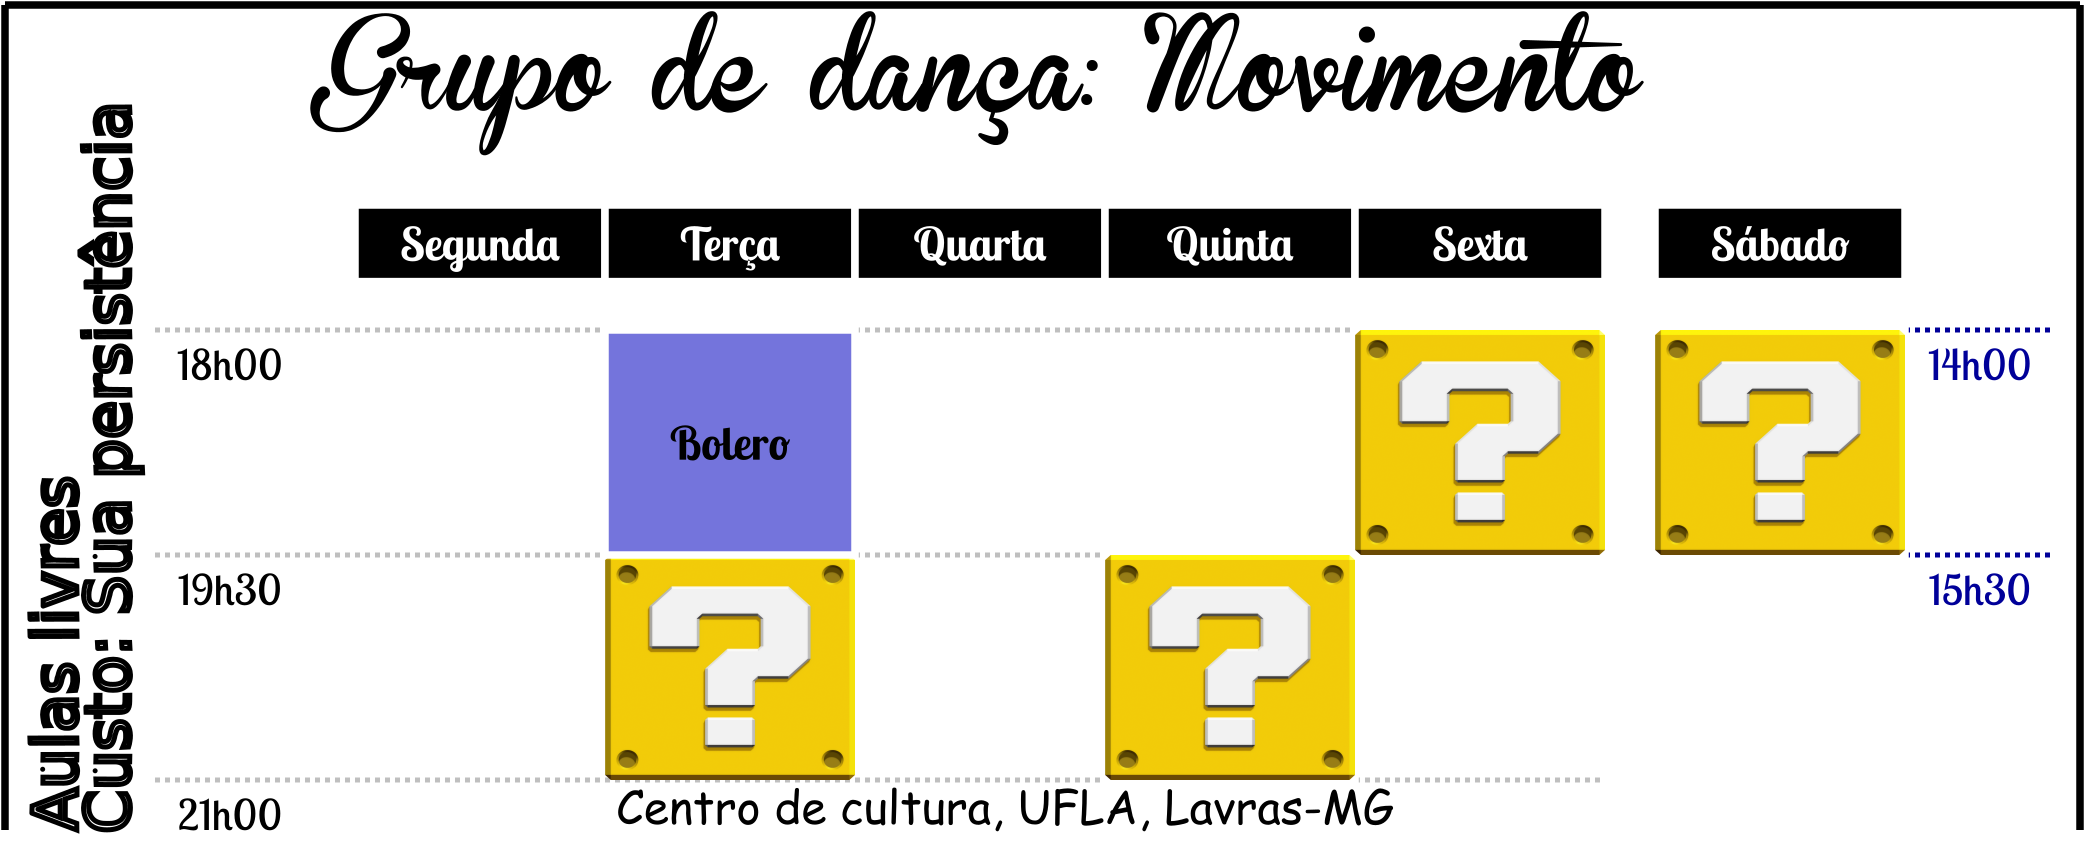 Grupo de dança: Movimento
Aulas livres
Custo: Sua persistência
Segunda Terça Quarta Quinta Sexta Sábado
18h00 ? ? 14h00
Bolero
19h30 ? ? 15h30
21h00
Centro de cultura, UFLA, Lavras-MG